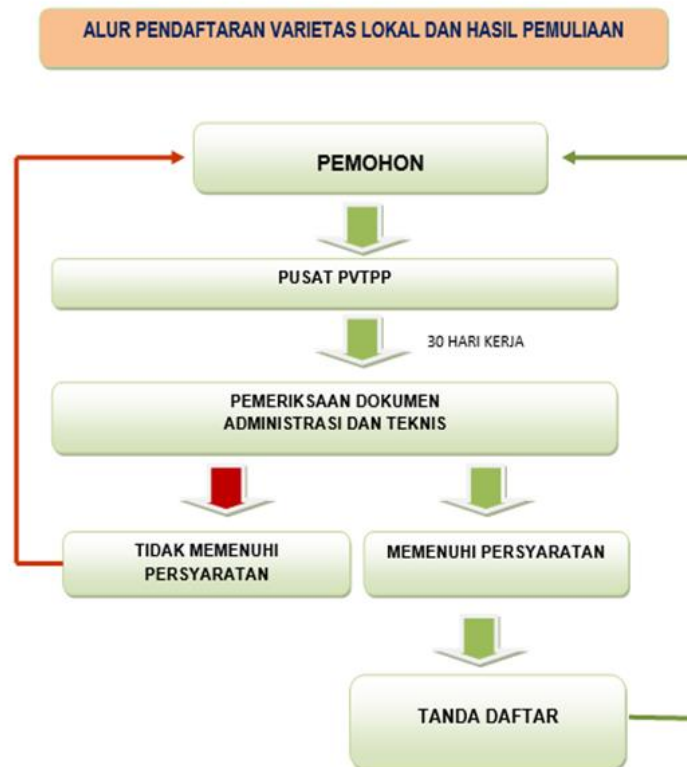 ALUR PENDAFTARAN VARIETAS LOKAL DAN HASIL PEMULIAAN
PEMOHON
PUSAT PVTPP
30 HARI KERJA
PEMERIKSAAN DOKUMEN
ADMINISTRASI DAN TEKNIS
TIDAK MEMENUHI
PERSYARATAN
MEMENUHI PERSYARATAN
TANDA DAFTAR